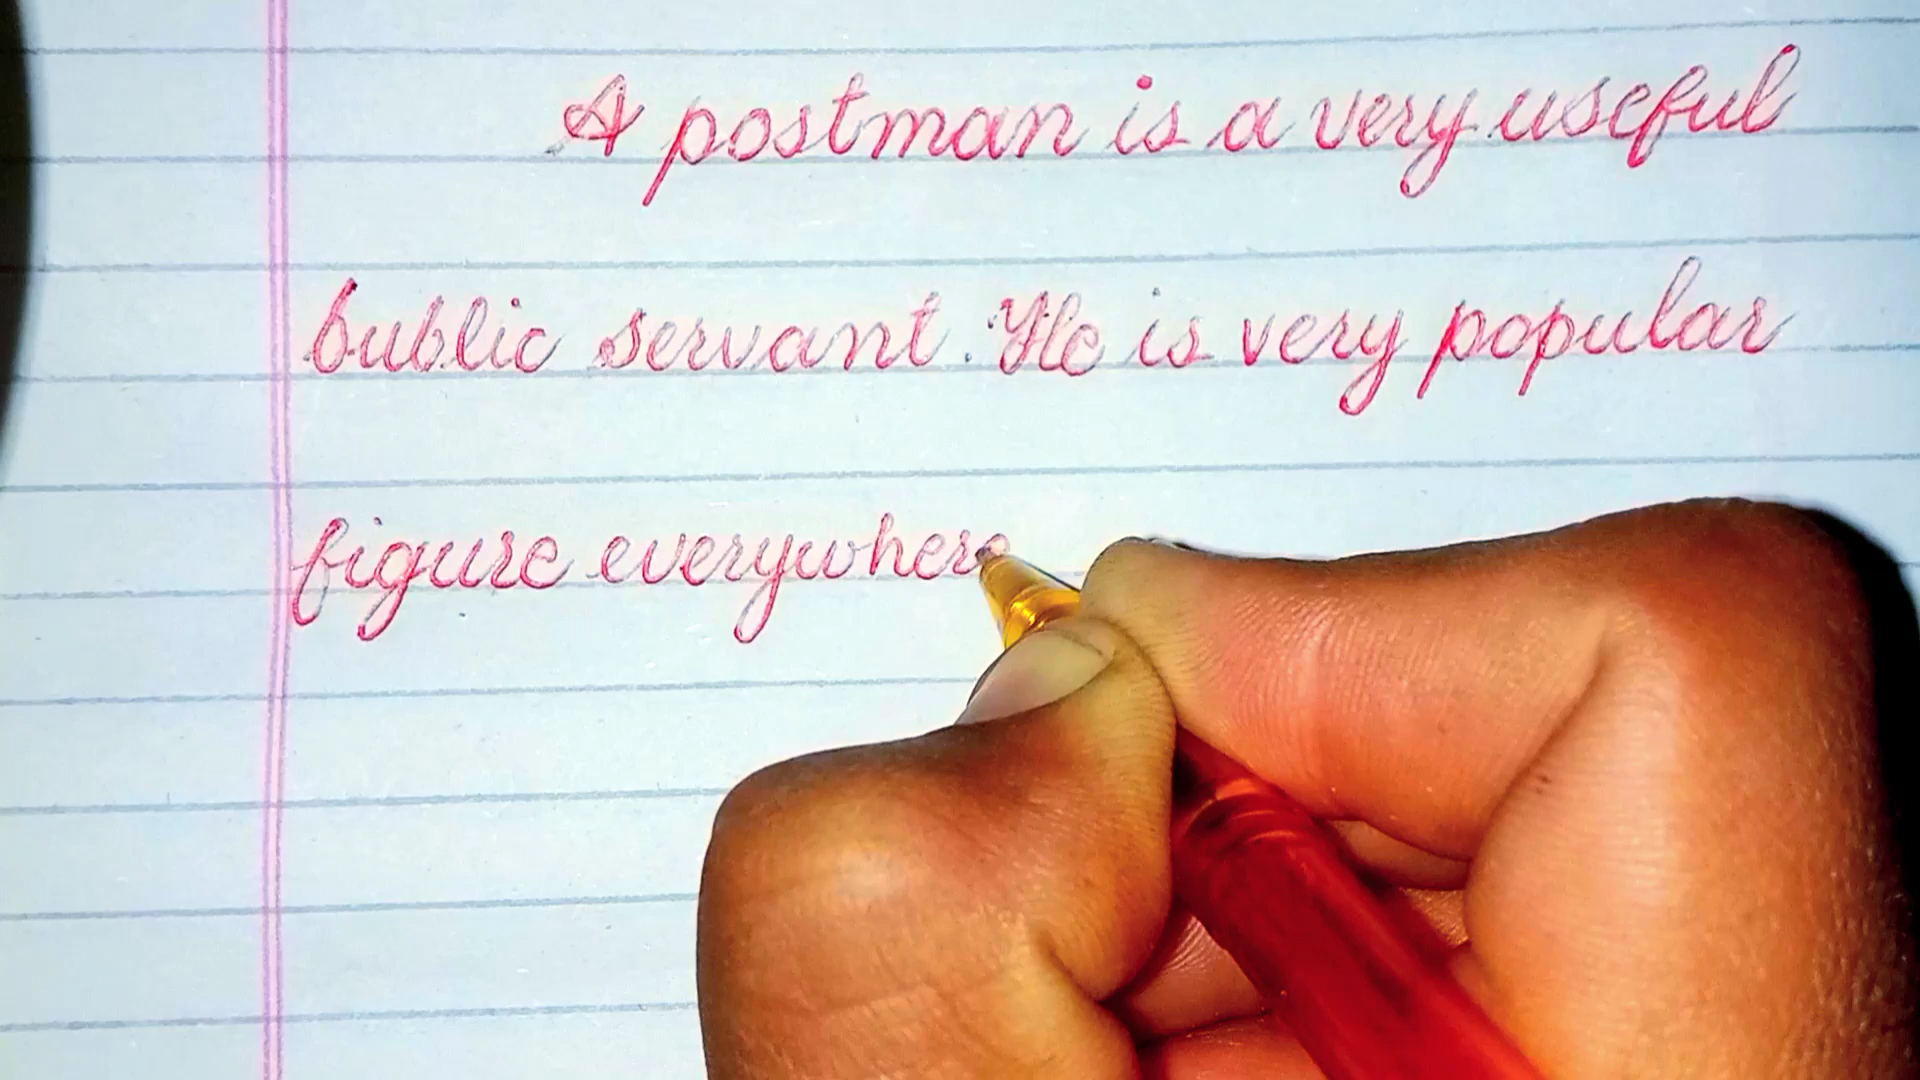 A postman is a very useful
bublic servant. He is very popular
figure everywhere